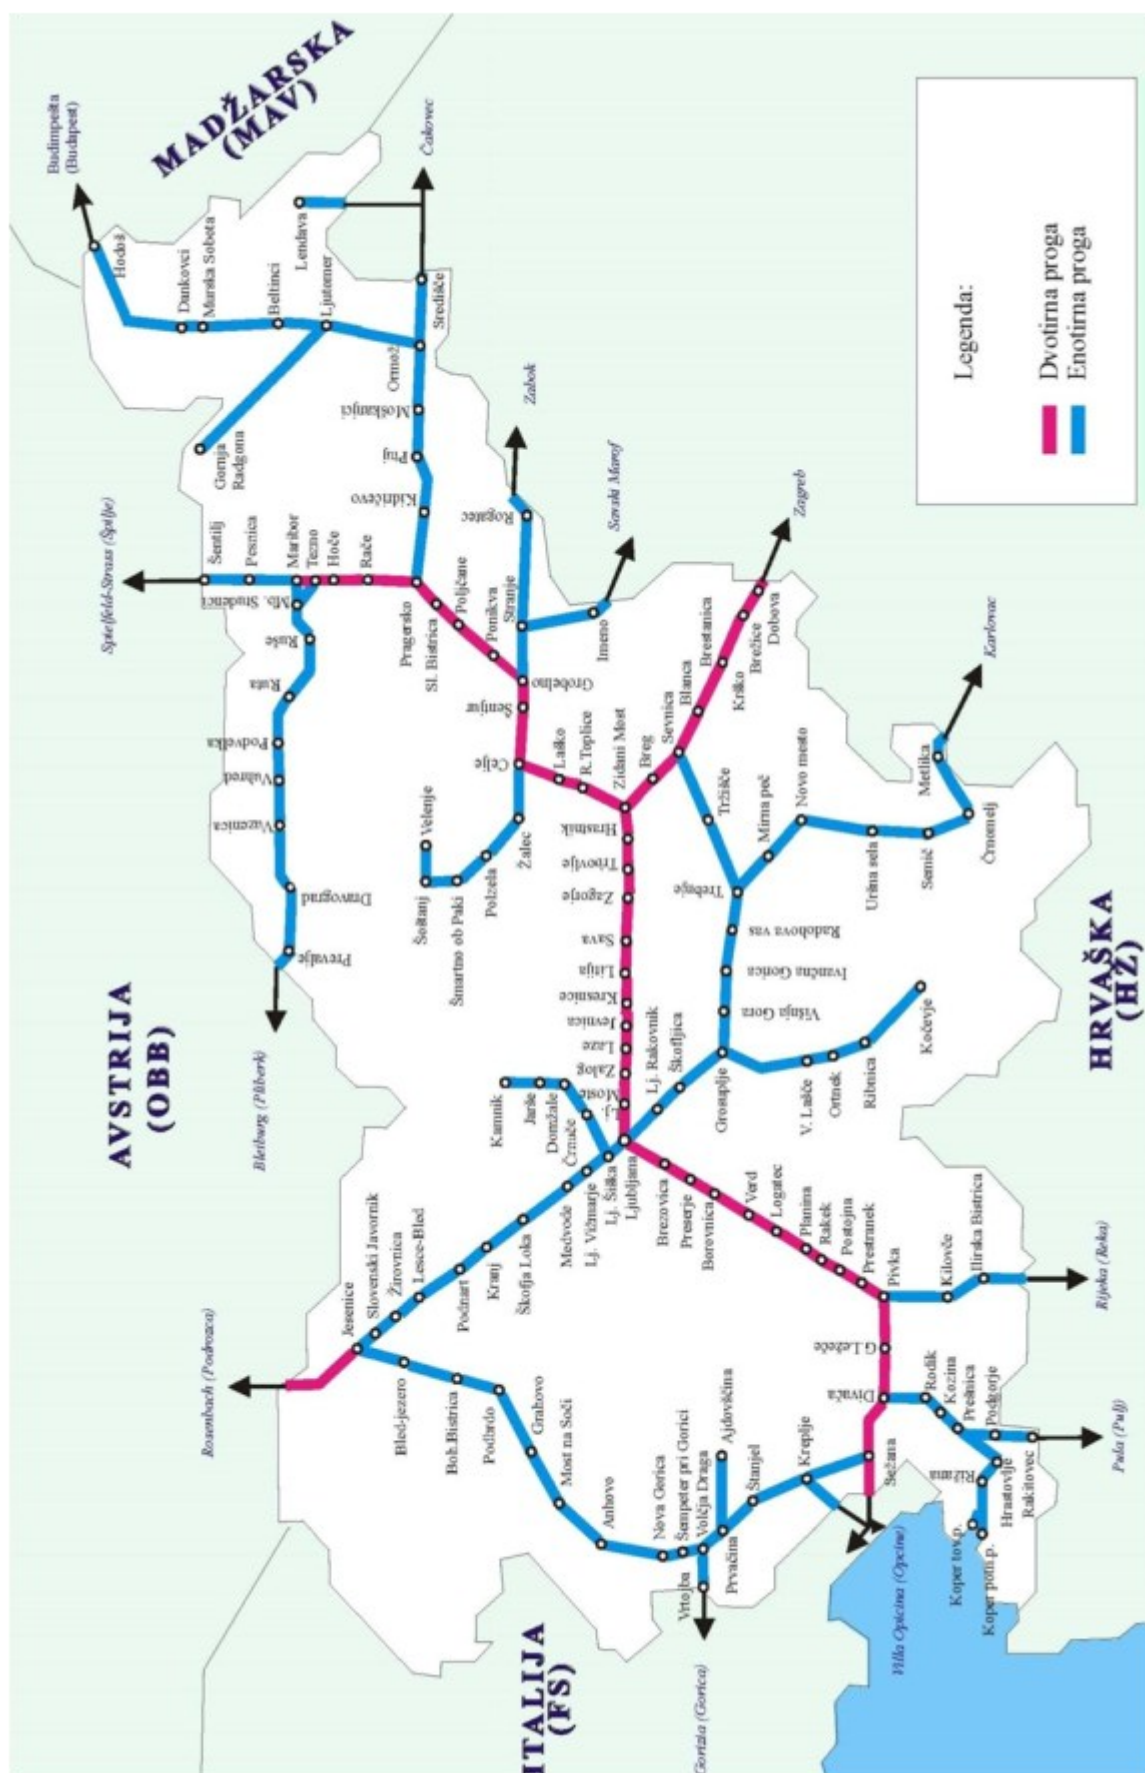 MADŽARSKA
(MAV)
Budimpešta
(Budapest)
Čakovec
Hodoš
Dankovci
Murska Sobota
Beltinci
Ljutomer
Lendava
Središče
Ormož
Moškanjci
Ptuj
Kidričevo
Gornja
Radgona
Spielfeld-Strass (Špilje)
Šentilj
Pesnica
Maribor
Tezno
Hoče
Rače
Mb. Studenci
Ruše
Ruta
Podvelka
Vuhred
Vuzenica
Dravograd
Prevalje
Bleiburg (Pliberk)
Pragersko
Sl. Bistrica
Poljčane
Ponikva
Stranje
Rogatec
Zabok
Imeno
Savski Marof
Grobelno
Šentjur
Celje
Laško
R.Toplice
Zidani Most
Žalec
Polzela
Šmartno ob Paki
Šoštanj
Velenje
Breg
Sevnica
Blanca
Brestanica
Krško
Brežice
Dobova
Zagreb
Karlovac
Metlika
Črnomelj
Semič
Uršna sela
Novo mesto
Mirna peč
Tržišče
Trebnje
Radohova vas
Ivančna Gorica
Višnja Gora
Grosuplje
Škofljica
Lj. Rakovnik
V. Lašče
Ortnek
Ribnica
Kočevje
Hrastnik
Trbovlje
Zagorje
Sava
Litija
Kresnice
Jevnica
Laze
Zalog
Lj. Moste
AVSTRIJA
(OBB)
HRVAŠKA
(HŽ)
Kamnik
Jarše
Domžale
Črnuče
Lj. Šiška
Ljubljana
Lj. Vižmarje
Medvode
Škofja Loka
Kranj
Podnart
Lesce-Bled
Žirovnica
Slovenski Javornik
Jesenice
Rosenbach (Podrozca)
Bled-jezero
Boh.Bistrica
Podbrdo
Grahovo
Most na Soči
Anhovo
Nova Gorica
Šempeter pri Gorici
Volčja Draga
Vrtojba
Prvačina
Ajdovščina
Štanjel
Kreplje
Sežana
Brezovica
Preserje
Borovnica
Verd
Logatec
Planina
Rakek
Postojna
Prestranek
Pivka
Kilovče
Ilirska Bistrica
Rijeka (Reka)
G.Ležeče
Divača
Rodik
Kozina
Prešnica
Podgorje
Pula (Pulj)
Rakitovec
Hrastovlje
Rižana
Koper tov.p.
Koper potn.p.
Villa Opicina (Opčine)
Gorizia (Gorica)
ITALIJA
(FS)
Legenda:
Dvotirna proga
Enotirna proga